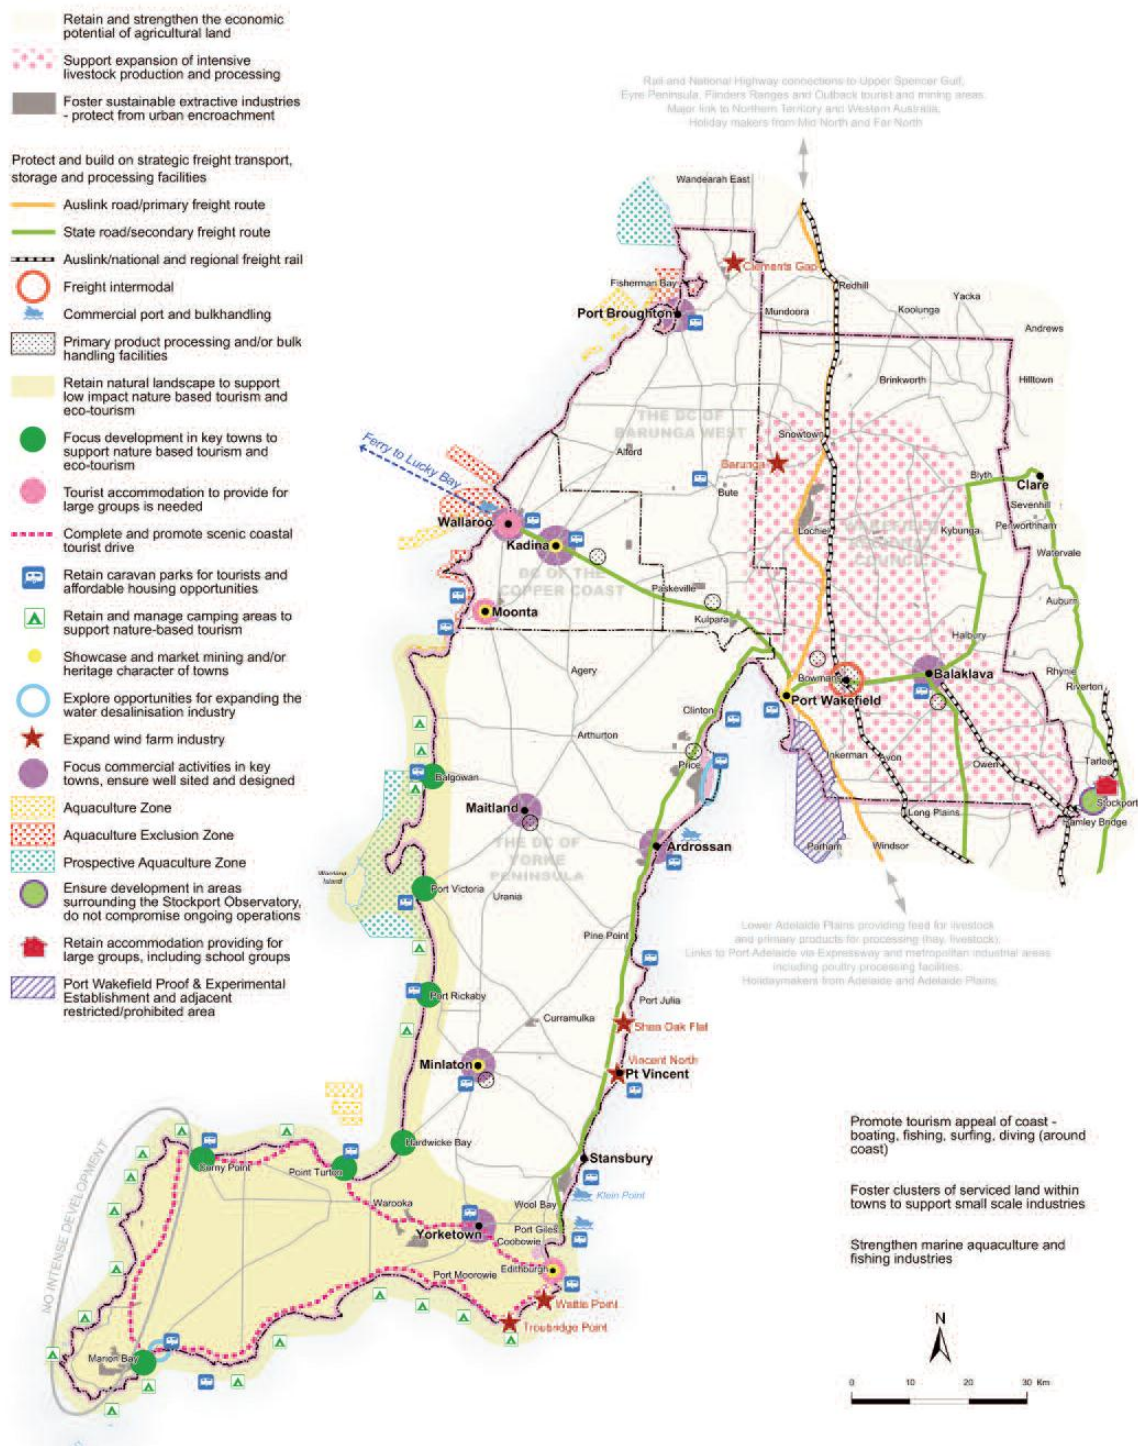 Retain and strengthen the economic
potential of agricultural land
Support expansion of intensive
livestock production and processing
Foster sustainable extractive industries
- protect from urban encroachment
Protect and build on strategic freight transport,
storage and processing facilities
Auslink road/primary freight route
State road/secondary freight route
Auslink/national and regional freight rail
Freight intermodal
Commercial port and bulkhandling
Primary product processing and/or bulk
handling facilities
Retain natural landscape to support
low impact nature based tourism and
eco-tourism
Focus development in key towns to
support nature based tourism and
eco-tourism
Tourist accommodation to provide for
large groups is needed
Complete and promote scenic coastal
tourist drive
Retain caravan parks for tourists and
affordable housing opportunities
Retain and manage camping areas to
support nature-based tourism
Showcase and market mining and/or
heritage character of towns
Explore opportunities for expanding the
water desalinisation industry
Expand wind farm industry
Focus commercial activities in key
towns, ensure well sited and designed
Aquaculture Zone
Aquaculture Exclusion Zone
Prospective Aquaculture Zone
Ensure development in areas
surrounding the Stockport Observatory,
do not compromise ongoing operations
Retain accommodation providing for
large groups, including school groups
Port Wakefield Proof & Experimental
Establishment and adjacent
restricted/prohibited area
Rail and National Highway connections to Upper Spencer Gulf,
Eyre Peninsula, Flinders Ranges and Outback tourist and mining areas.
Major link to Northern Territory and Western Australia.
Holiday makers from Mid North and Far North
Wandearah East
Clements Gap
Fisherman Bay
Redhill
Port Broughton
Mundoora
Koolunga
Yacka
Andrews
Brinkworth
Hilltown
THE DC OF
BARUNGA WEST
Snowtown
Alford
Barunga
Ferry to Lucky Bay
Bute
Blyth
Clare
Sevenhill
Wallaroo
Lochiel
Kybunga
Penwortham
Kadina
COUNCIL
Watervale
DC OF THE
COPPER COAST
Paskeville
Auburn
Moonta
Kulpara
Halbury
Agery
Rhynie
Bowmans
Balaklava
Riverton
Port Wakefield
Clinton
Arthurton
Price
Inkerman
Avon
Owen
Tarlee
Balgowan
Stockport
Maitland
Long Plains
Hamley Bridge
THE DC OF
YORKE
PENINSULA
Ardrossan
Parham
Windsor
Wardang
Island
Port Victoria
Urania
Lower Adelaide Plains providing feed for livestock
and primary products for processing (hay, livestock);
Links to Port Adelaide via Expressway and metropolitan industrial areas
including poultry processing facilities;
Holidaymakers from Adelaide and Adelaide Plains
Pine Point
Port Rickaby
Port Julia
Curramulka
Shea Oak Flat
Vincent North
Minlaton
Pt Vincent
Promote tourism appeal of coast -
boating, fishing, surfing, diving (around
coast)
Hardwicke Bay
Stansbury
NO INTENSE DEVELOPMENT
Corny Point
Point Turton
Klein Point
Foster clusters of serviced land within
towns to support small scale industries
Warooka
Wool Bay
Yorketown
Port Giles
Coobowie
Strengthen marine aquaculture and
fishing industries
Port Moorowie
Edithburgh
Wattle Point
Troubridge Point
Marion Bay
N
0 10 20 30 Km